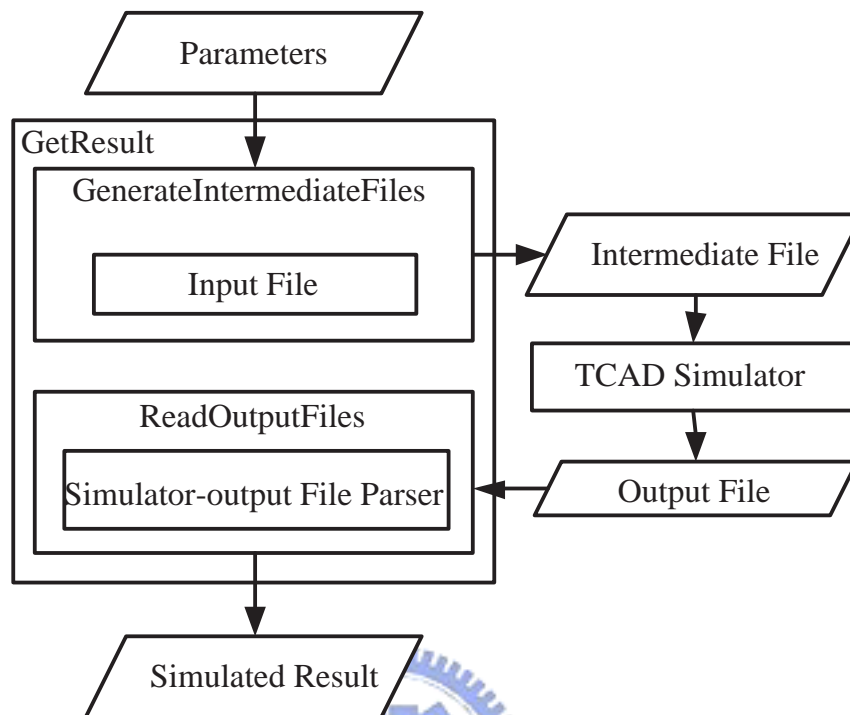 Parameters
GetResult
GenerateIntermediateFiles
Input File
Intermediate File
TCAD Simulator
Output File
ReadOutputFiles
Simulator-output File Parser
Simulated Result